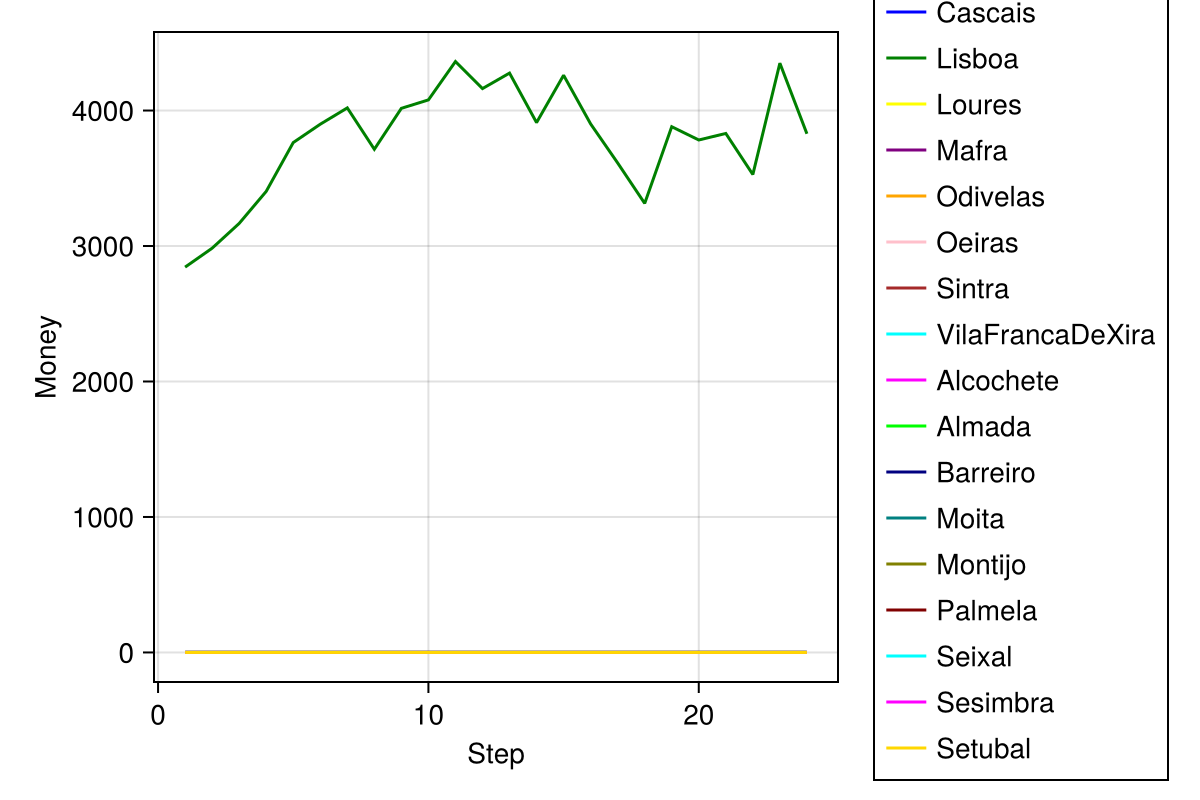 Cascais
Lisboa
Loures
Mafra
Odivelas
Oeiras
Sintra
VilaFrancaDeXira
Alcochete
Almada
Barreiro
Moita
Montijo
Palmela
Seixal
Sesimbra
Setubal
4000
3000
2000
1000
0
Money
0 10 20
Step